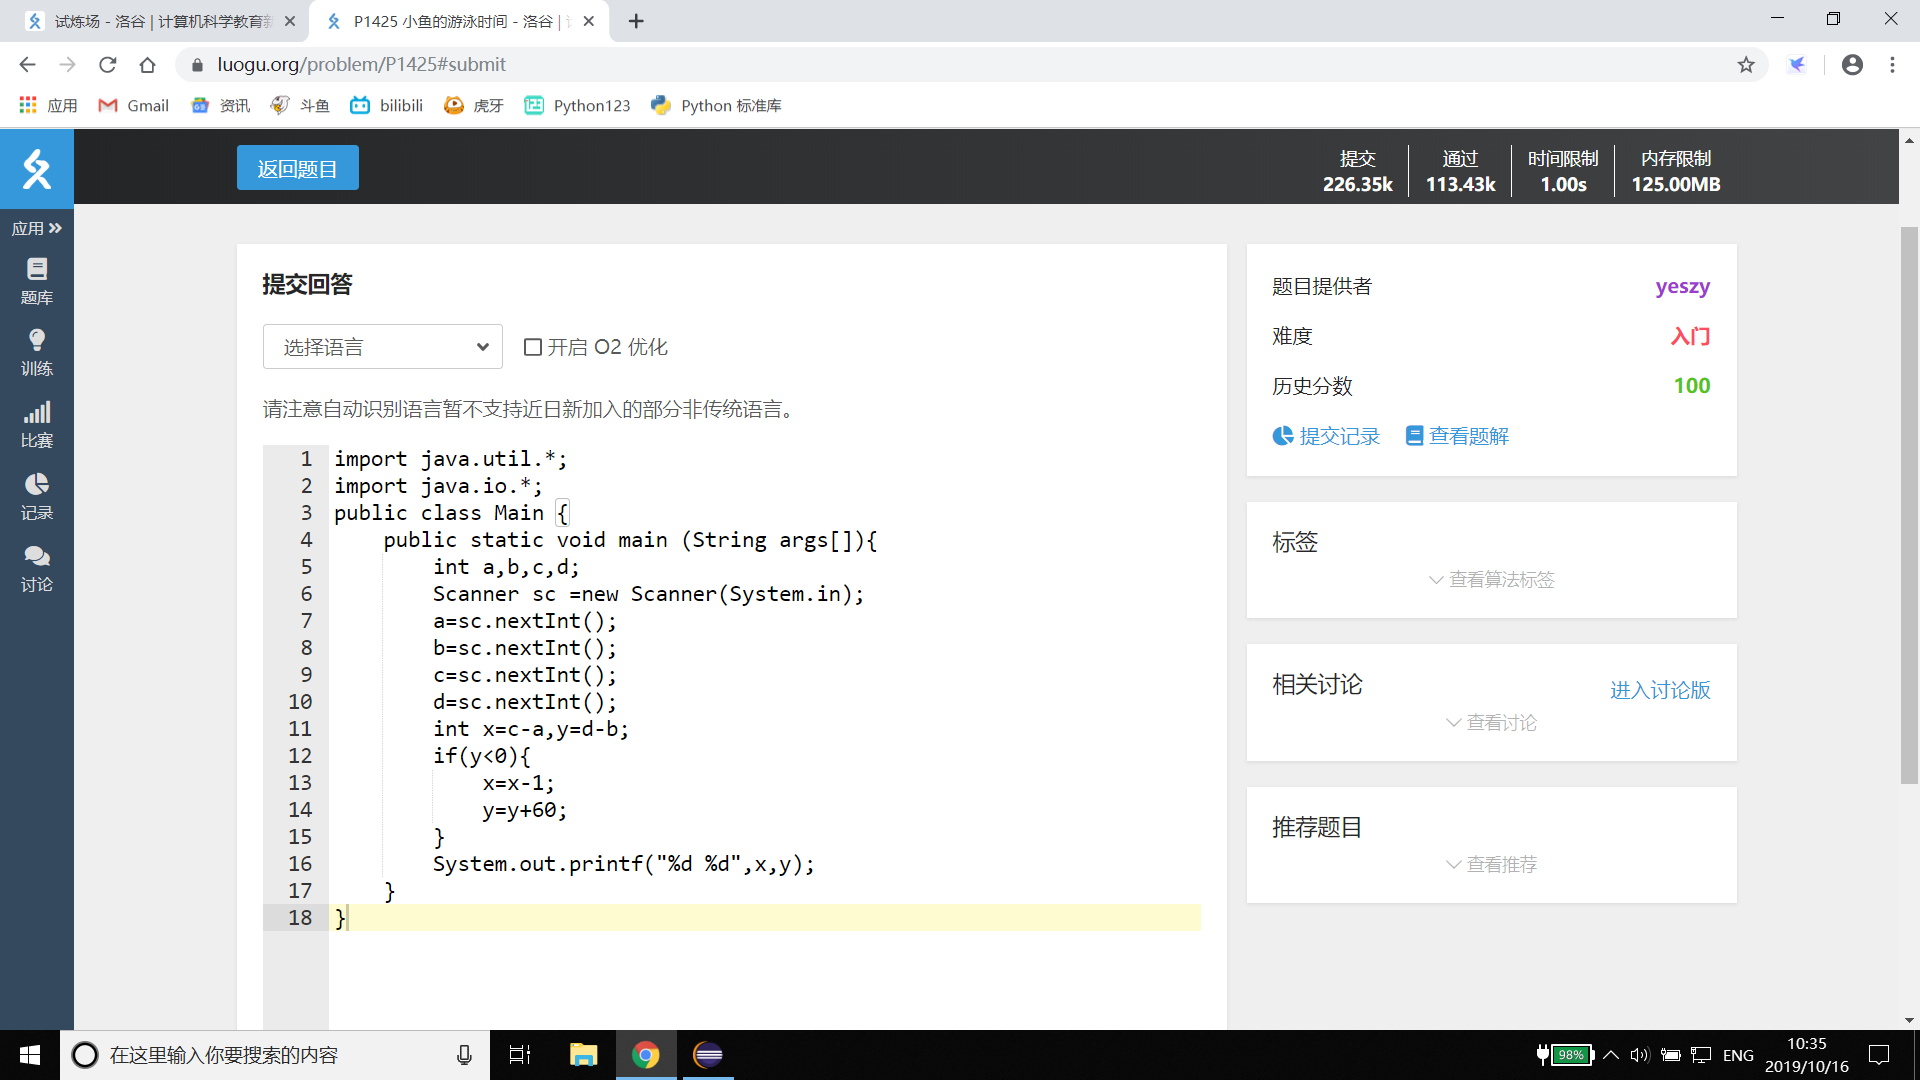 试炼场 - 洛谷 | 计算机科学教育新
P1425 小鱼的游泳时间 - 洛谷 |
luogu.org/problem/P1425#submit
应用
Gmail
资讯
斗鱼
bilibili
虎牙
Python123
Python 标准库
返回题目
提交
226.35k
通过
113.43k
时间限制
1.00s
内存限制
125.00MB
应用
题库
训练
比赛
记录
讨论
提交回答
选择语言
开启 O2 优化
请注意自动识别语言暂不支持近日新加入的部分非传统语言。
1 import java.util.*;
2 import java.io.*;
3 public class Main {
4 public static void main (String args[]){
5 int a,b,c,d;
6 Scanner sc =new Scanner(System.in);
7 a=sc.nextInt();
8 b=sc.nextInt();
9 c=sc.nextInt();
10 d=sc.nextInt();
11 int x=c-a,y=d-b;
12 if(y<0){
13 x=x-1;
14 y=y+60;
15 }
16 System.out.printf("%d %d",x,y);
17 }
18 }
题目提供者 yeszy
难度 入门
历史分数 100
提交记录 查看题解
标签
查看算法标签
相关讨论 进入讨论版
查看讨论
推荐题目
查看推荐
在这里输入你要搜索的内容
98%
ENG
10:35
2019/10/16